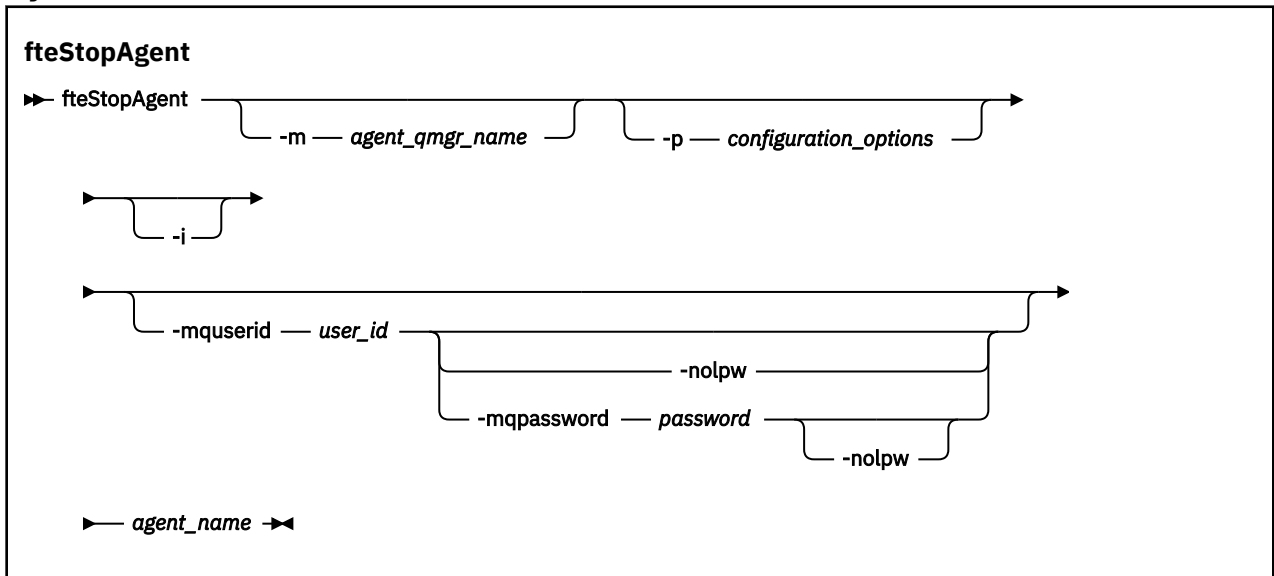 fteStopAgent
fteStopAgent
-m agent_qmgr_name -p configuration_options
-i
-mquserid user_id
-nolpw
-mqpassword password
-nolpw
agent_name